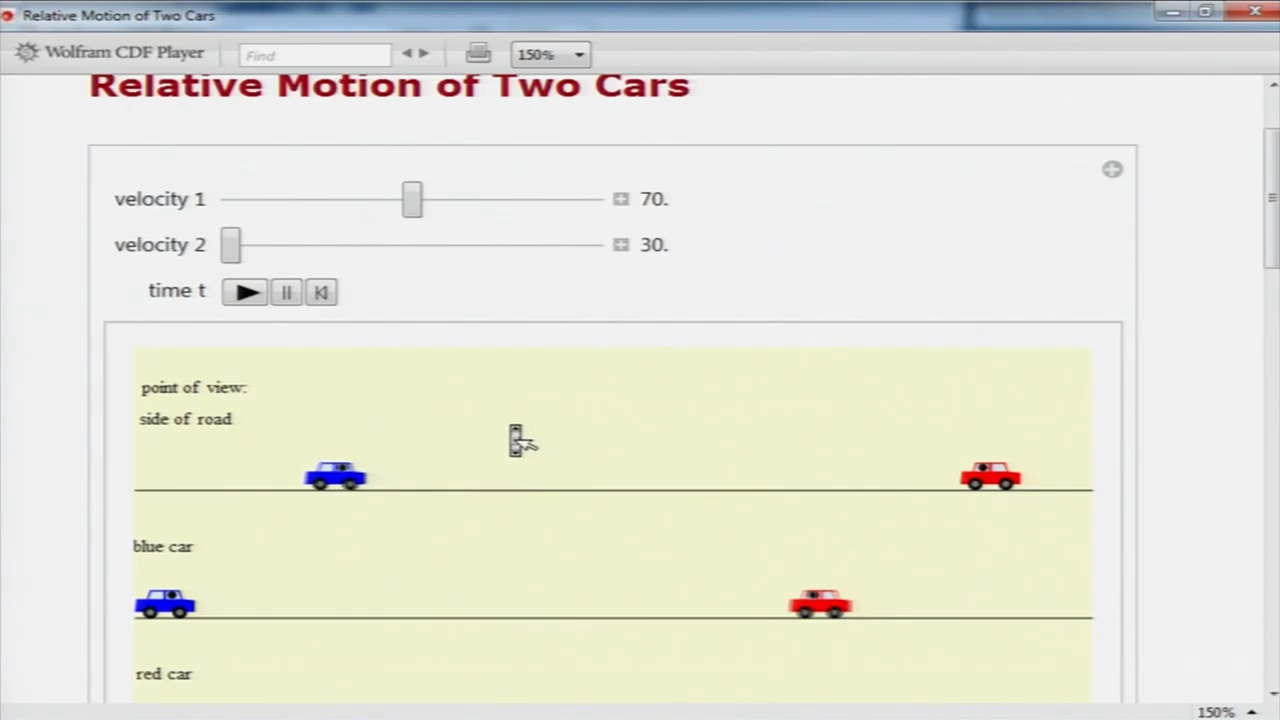 Relative Motion of Two Cars
Wolfram CDF Player
Find
150%
Relative Motion of Two Cars
velocity 1
70.
velocity 2
30.
time t
point of view:
side of road
blue car
red car
150%